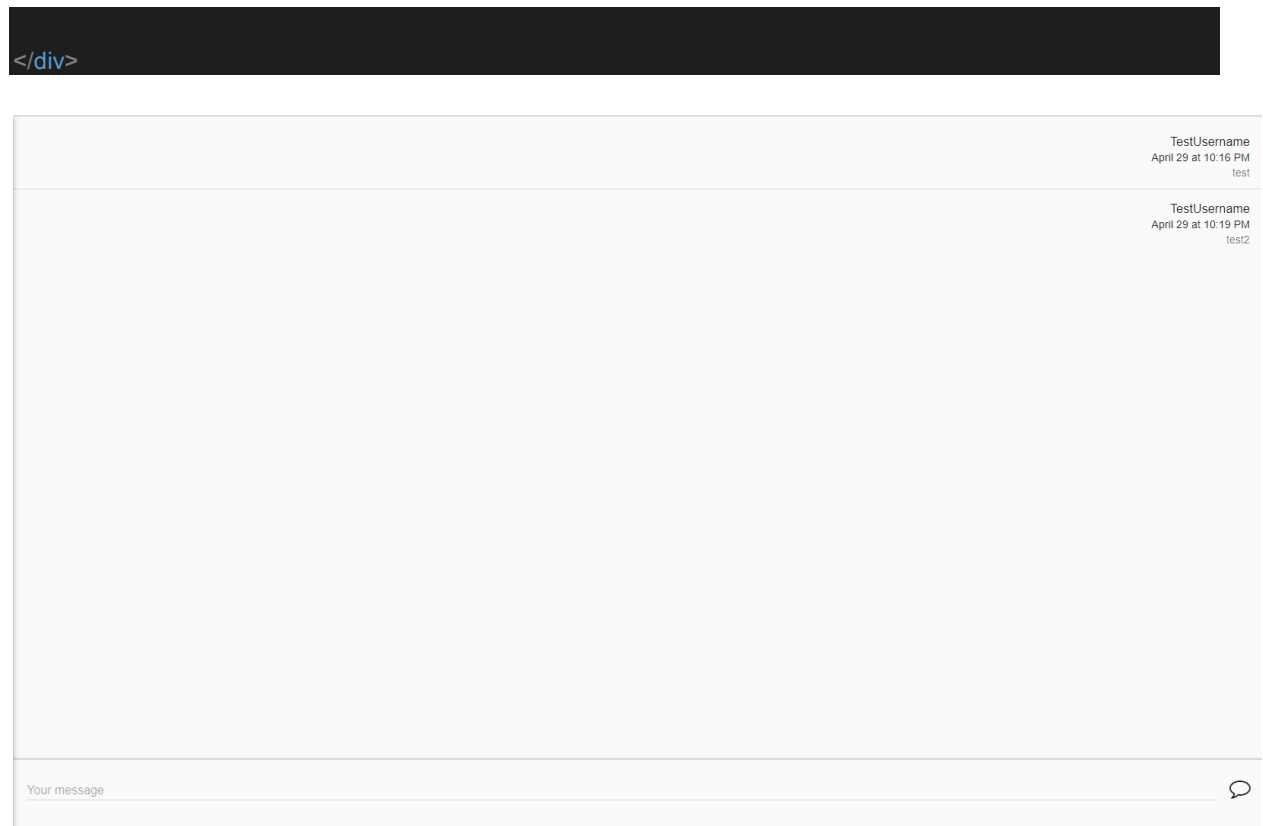 </div>
TestUsername
April 29 at 10:16 PM
test
TestUsername
April 29 at 10:19 PM
test2
Your message